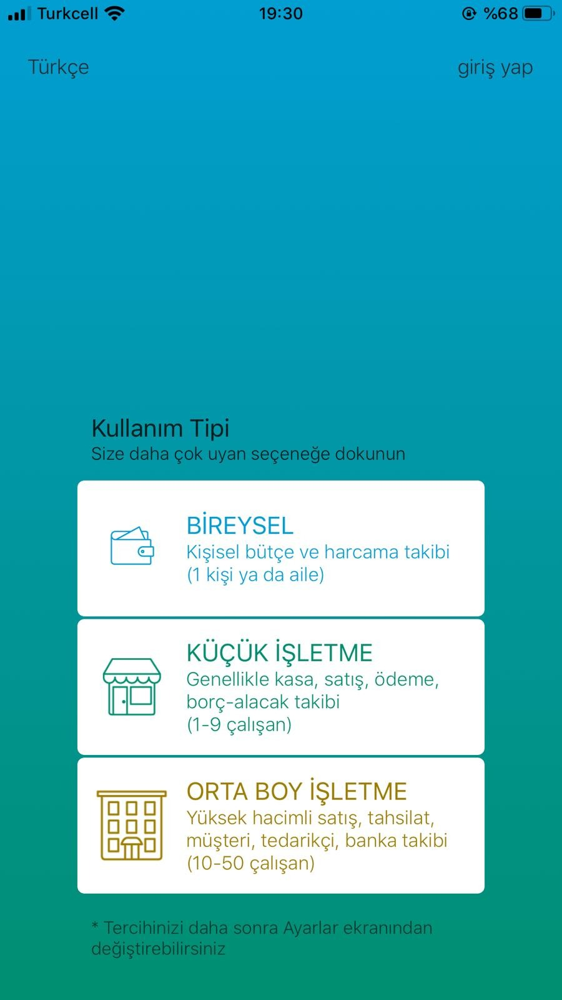 Turkcell 19:30 %68
Türkçe giriş yap
Kullanım Tipi
Size daha çok uyan seçeneğe dokunun
BİREYSEL
Kişisel bütçe ve harcama takibi
(1 kişi ya da aile)
KÜÇÜK İŞLETME
Genellikle kasa, satış, ödeme,
borç-alacak takibi
(1-9 çalışan)
ORTA BOY İŞLETME
Yüksek hacimli satış, tahsilat,
müşteri, tedarikçi, banka takibi
(10-50 çalışan)
* Tercihinizi daha sonra Ayarlar ekranından
değiştirebilirsiniz